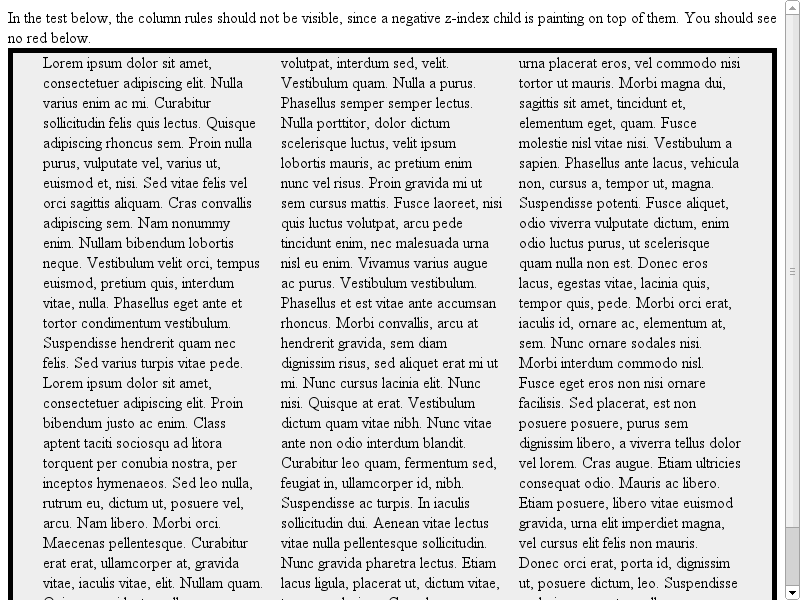 In the test below, the column rules should not be visible, since a negative z-index child is painting on top of them. You should see
no red below.
Lorem ipsum dolor sit amet,
consectetuer adipiscing elit. Nulla
varius enim ac mi. Curabitur
sollicitudin felis quis lectus. Quisque
adipiscing rhoncus sem. Proin nulla
purus, vulputate vel, varius ut,
euismod et, nisi. Sed vitae felis vel
orci sagittis aliquam. Cras convallis
adipiscing sem. Nam nonummy
enim. Nullam bibendum lobortis
neque. Vestibulum velit orci, tempus
euismod, pretium quis, interdum
vitae, nulla. Phasellus eget ante et
tortor condimentum vestibulum.
Suspendisse hendrerit quam nec
felis. Sed varius turpis vitae pede.
Lorem ipsum dolor sit amet,
consectetuer adipiscing elit. Proin
bibendum justo ac enim. Class
aptent taciti sociosqu ad litora
torquent per conubia nostra, per
inceptos hymenaeos. Sed leo nulla,
rutrum eu, dictum ut, posuere vel,
arcu. Nam libero. Morbi orci.
Maecenas pellentesque. Curabitur
erat erat, ullamcorper at, gravida
vitae, iaculis vitae, elit. Nullam quam.
volutpat, interdum sed, velit.
Vestibulum quam. Nulla a purus.
Phasellus semper semper lectus.
Nulla porttitor, dolor dictum
scelerisque luctus, velit ipsum
lobortis mauris, ac pretium enim
nunc vel risus. Proin gravida mi ut
sem cursus mattis. Fusce laoreet, nisi
quis luctus volutpat, arcu pede
tincidunt enim, nec malesuada urna
nisl eu enim. Vivamus varius augue
ac purus. Vestibulum vestibulum.
Phasellus et est vitae ante accumsan
rhoncus. Morbi convallis, arcu at
hendrerit gravida, sem diam
dignissim risus, sed aliquet erat mi ut
mi. Nunc cursus lacinia elit. Nunc
nisi. Quisque at erat. Vestibulum
dictum quam vitae nibh. Nunc vitae
ante non odio interdum blandit.
Curabitur leo quam, fermentum sed,
feugiat in, ullamcorper id, nibh.
Suspendisse ac turpis. In iaculis
sollicitudin dui. Aenean vitae lectus
vitae nulla pellentesque sollicitudin.
Nunc gravida pharetra lectus. Etiam
lacus ligula, placerat ut, dictum vitae,
urna placerat eros, vel commodo nisi
tortor ut mauris. Morbi magna dui,
sagittis sit amet, tincidunt et,
elementum eget, quam. Fusce
molestie nisl vitae nisi. Vestibulum a
sapien. Phasellus ante lacus, vehicula
non, cursus a, tempor ut, magna.
Suspendisse potenti. Fusce aliquet,
odio viverra vulputate dictum, enim
odio luctus purus, ut scelerisque
quam nulla non est. Donec eros
lacus, egestas vitae, lacinia quis,
tempor quis, pede. Morbi orci erat,
iaculis id, ornare ac, elementum at,
sem. Nunc ornare sodales nisi.
Morbi interdum commodo nisl.
Fusce eget eros non nisi ornare
facilisis. Sed placerat, est non
posuere posuere, purus sem
dignissim libero, a viverra tellus dolor
vel lorem. Cras augue. Etiam ultricies
consequat odio. Mauris ac libero.
Etiam posuere, libero vitae euismod
gravida, urna elit imperdiet magna,
vel cursus elit felis non mauris.
Donec orci erat, porta id, dignissim
ut, posuere dictum, leo. Suspendisse